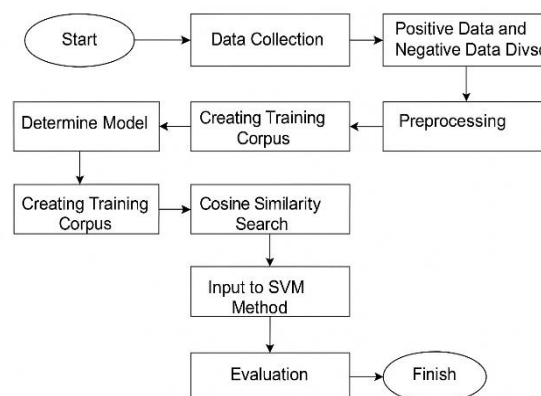 Start
Data Collection
Positive Data and
Negative Data Divso
Preprocessing
Creating Training
Corpus
Determine Model
Creating Training
Corpus
Cosine Similarity
Search
Input to SVM
Method
Evaluation
Finish